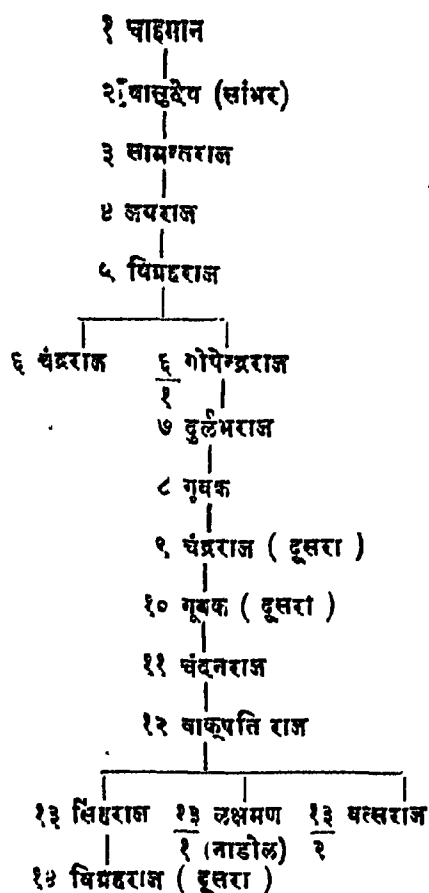 १ चाहमान
२ वासुदेव (सांभर)
३ सामन्तराज
४ जयराज
५ विग्रहराज
६ चंद्रराज ६/१ गोपेन्द्रराज
७ दुर्लभराज
८ गूवक
९ चंद्रराज ( दूसरा )
१० गूवक ( दूसरा )
११ चंदनराज
१२ वाक्पति राज
१३ सिंहराज १३/१ लक्षमण १३/२ वत्सराज
(नाडोल)
१४ विग्रहराज ( दूसरा )